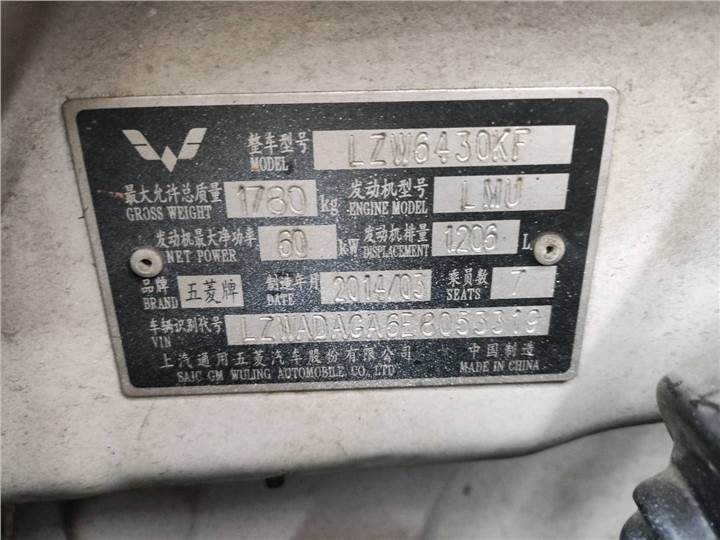 整车型号 LZW6430KF
MODEL
最大允许总质量 1780 kg 发动机型号 LMU
GROSS WEIGHT ENGINE MODEL
发动机最大净功率 60 kW 发动机排量 1.206 L
NET POWER DISPLACEMENT
品牌 五菱牌 制造年月 2014/03 乘员数 7
BRAND DATE SEATS
车辆识别代号 LZWADAGA6E8053319
VIN
上汽通用五菱汽车股份有限公司 中国制造
SAIC GM WULING AUTOMOBILE CO., LTD MADE IN CHINA